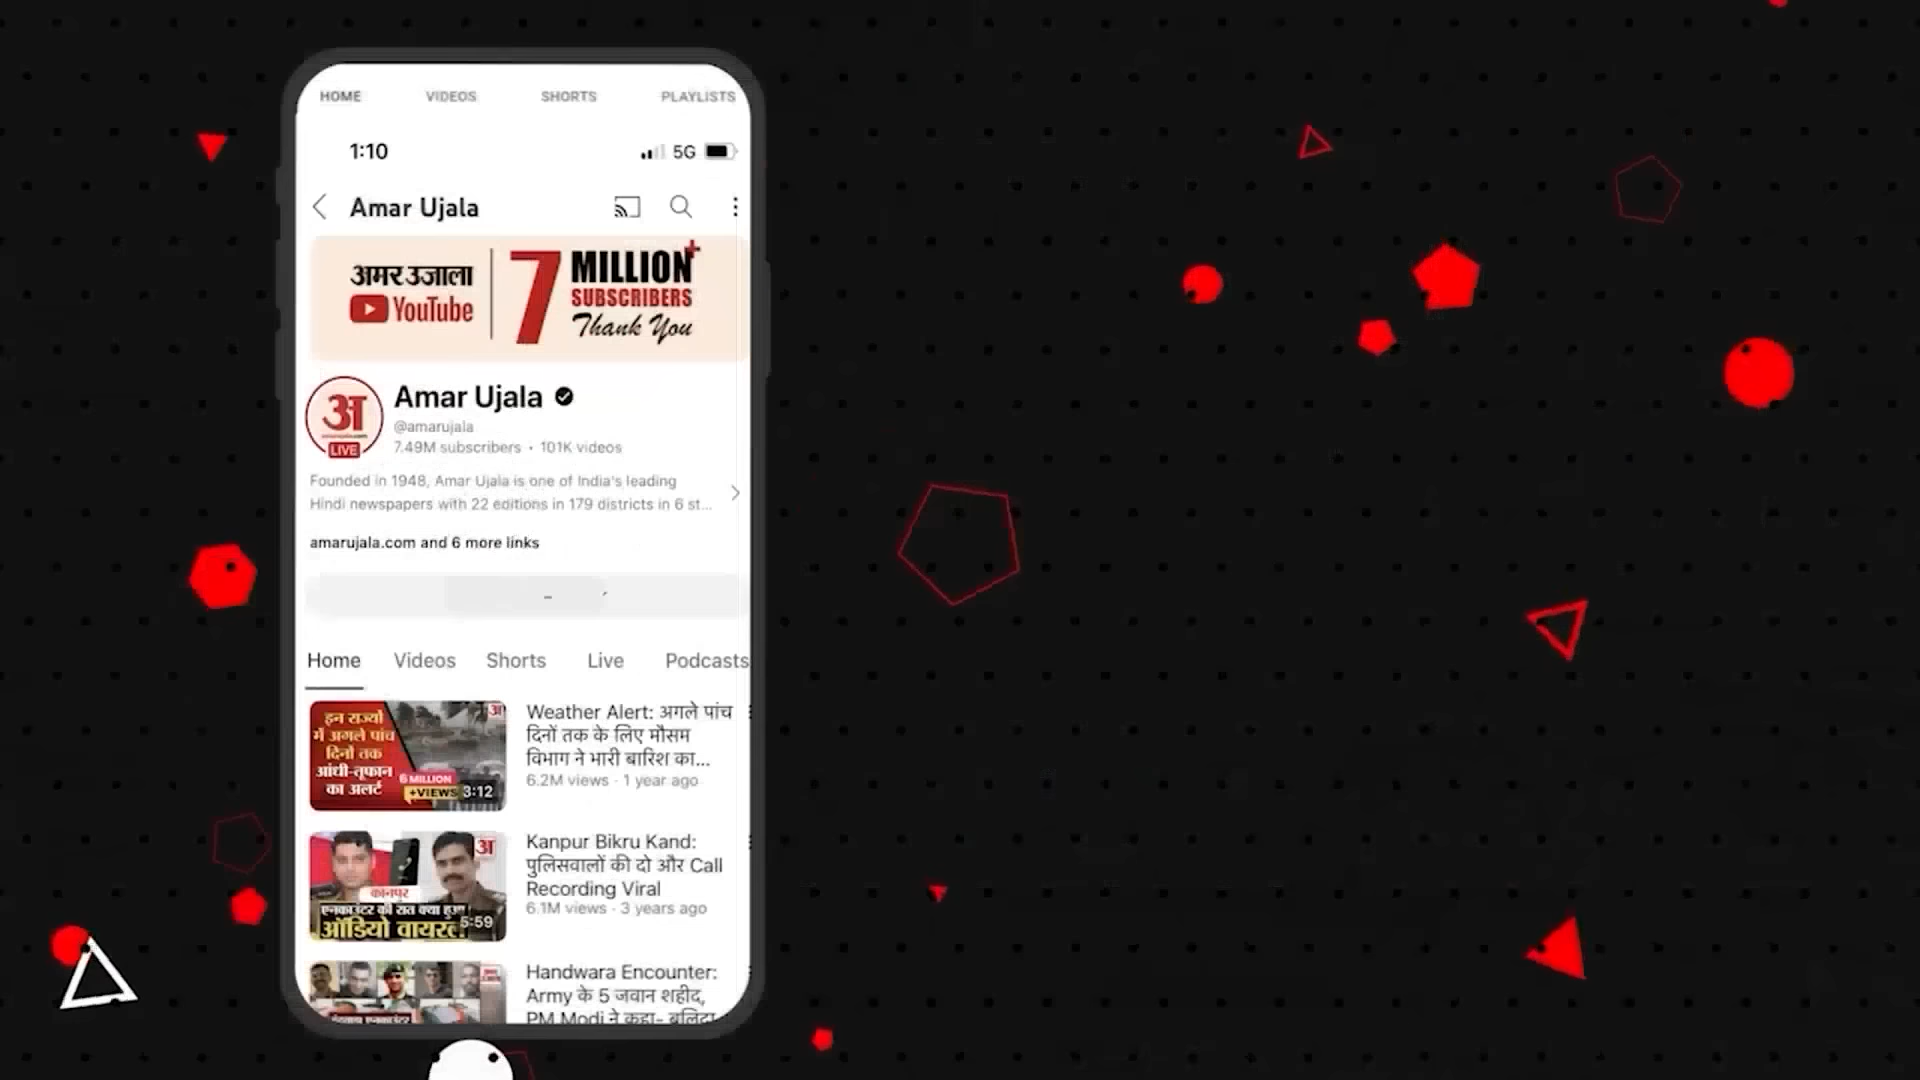 HOME VIDEOS SHORTS PLAYLISTS
1:10 5G
Amar Ujala
अमर उजाला
YouTube
7 MILLION+
SUBSCRIBERS
Thank You
अ
LIVE
Amar Ujala
@amarujala
7.49M subscribers • 101K videos
Founded in 1948, Amar Ujala is one of India's leading
Hindi newspapers with 22 editions in 179 districts in 6 st...
amarujala.com and 6 more links
Home Videos Shorts Live Podcasts
इन राज्यों
में अगले पांच
दिनों तक
आंधी-तूफान
का अलर्ट
6 MILLION
+VIEWS
3:12
Weather Alert: अगले पांच
दिनों तक के लिए मौसम
विभाग ने भारी बारिश का...
6.2M views · 1 year ago
अ
कानपुर
एनकाउंटर की रात क्या हुआ
ऑडियो वायरल
5:59
Kanpur Bikru Kand:
पुलिसवालों की दो और Call
Recording Viral
6.1M views · 3 years ago
Handwara Encounter:
Army के 5 जवान शहीद,
PM Modi ने कहा-